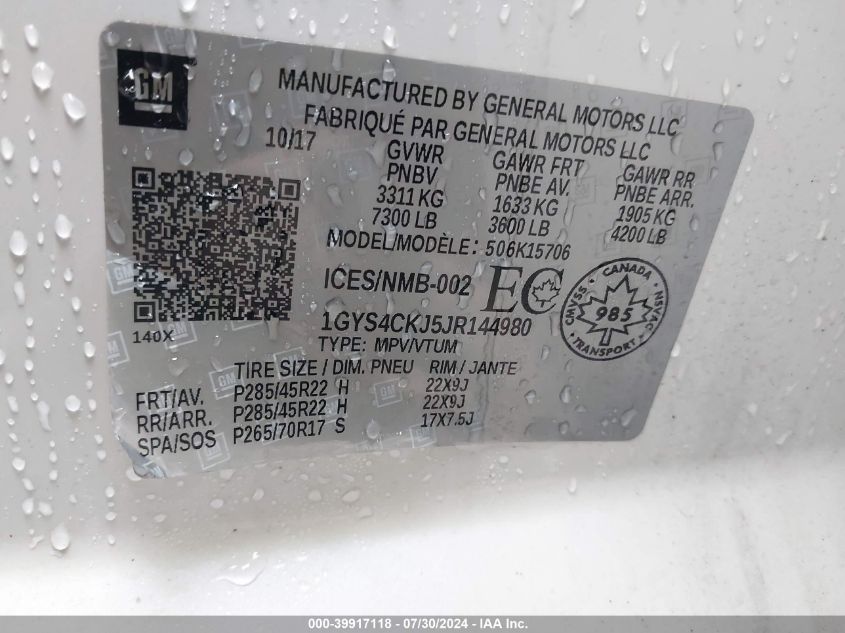 GM
MANUFACTURED BY GENERAL MOTORS LLC
FABRIQUÉ PAR GENERAL MOTORS LLC
10/17
GVWR GAWR FRT GAWR RR
PNBV PNBE AV. PNBE ARR.
3311 KG 1633 KG 1905 KG
7300 LB 3600 LB 4200 LB
MODEL/MODÈLE: 506K15706
ICES/NMB-002 EC
CANADA
CMVSS 985 NSVAC
TRANSPORT
1GYS4CKJ5JR144980
140X
TYPE: MPV/VTUM
TIRE SIZE / DIM. PNEU RIM / JANTE
FRT/AV. P285/45R22 H 22X9J
RR/ARR. P285/45R22 H 22X9J
SPA/SOS P265/70R17 S 17X7.5J
000-39917118 - 07/30/2024 - IAA Inc.